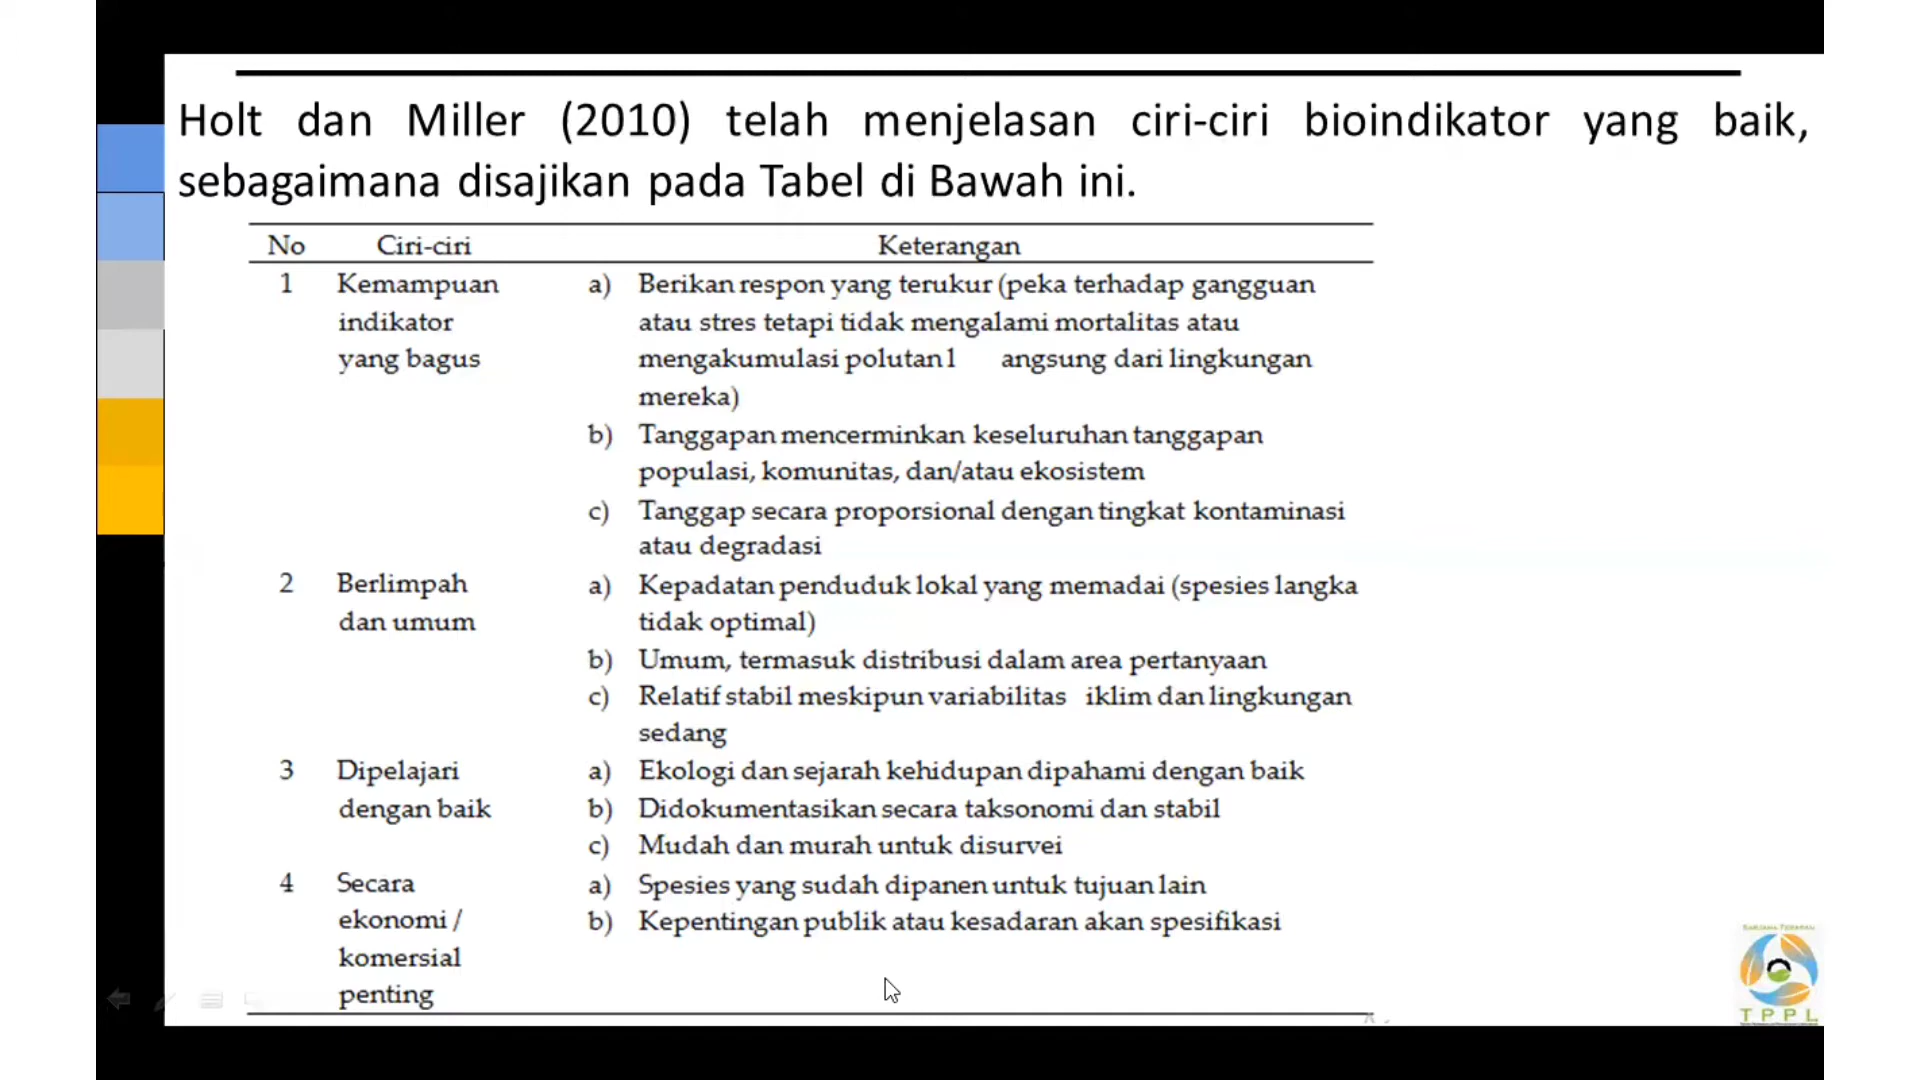 Holt dan Miller (2010) telah menjelasan ciri-ciri bioindikator yang baik,
sebagaimana disajikan pada Tabel di Bawah ini.
No Ciri-ciri Keterangan
1 Kemampuan a) Berikan respon yang terukur (peka terhadap gangguan
indikator atau stres tetapi tidak mengalami mortalitas atau
yang bagus mengakumulasi polutan l angsung dari lingkungan
mereka)
b) Tanggapan mencerminkan keseluruhan tanggapan
populasi, komunitas, dan/atau ekosistem
c) Tanggap secara proporsional dengan tingkat kontaminasi
atau degradasi
2 Berlimpah a) Kepadatan penduduk lokal yang memadai (spesies langka
dan umum tidak optimal)
b) Umum, termasuk distribusi dalam area pertanyaan
c) Relatif stabil meskipun variabilitas iklim dan lingkungan
sedang
3 Dipelajari a) Ekologi dan sejarah kehidupan dipahami dengan baik
dengan baik b) Didokumentasikan secara taksonomi dan stabil
c) Mudah dan murah untuk disurvei
4 Secara a) Spesies yang sudah dipanen untuk tujuan lain
ekonomi / b) Kepentingan publik atau kesadaran akan spesifikasi
komersial
penting
SARJANA TERAPAN
TPPL